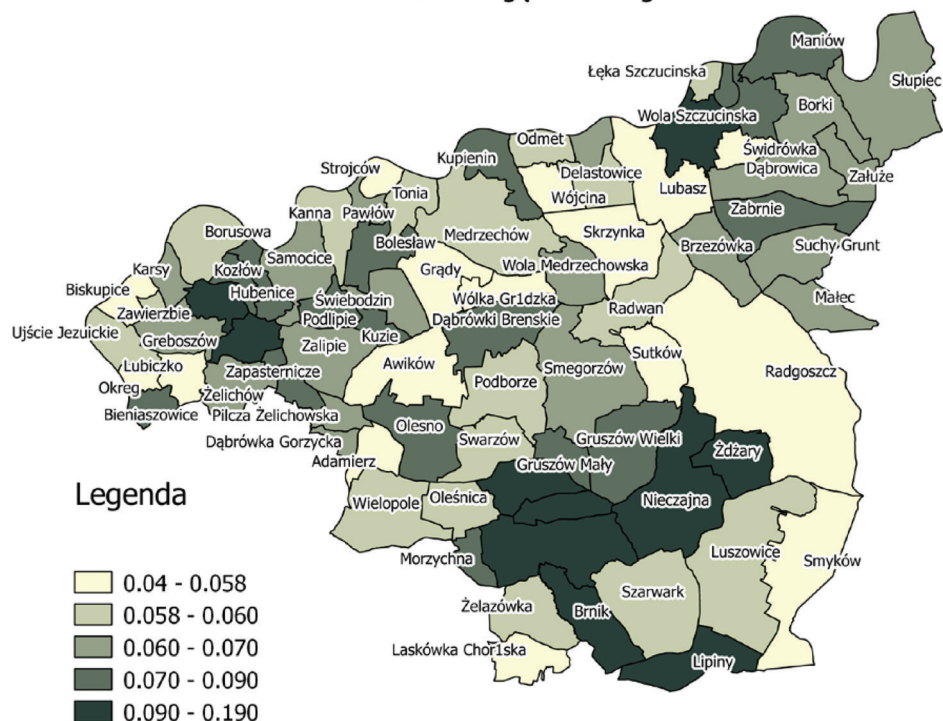 Maniów
Łęka Szczucinska
Słupiec
Borki
Wola Szczucinska
Świdrówka
Odmet
Kupienin
Dąbrowica
Strojców
Delastowice
Załuże
Tonia
Wójcina
Lubasz
Kanna
Pawłów
Zabrnie
Borusowa
Bolesław
Medrzechów
Skrzynka
Brzezówka
Suchy Grunt
Samocice
Karsy
Kozłów
Grądy
Wola Medrzechowska
Biskupice
Hubenice
Świebodzin
Wólka Gr1dzka
Małec
Zawierzbie
Podlipie
Dąbrówki Brenskie
Radwan
Ujście Jezuickie
Greboszów
Zalipie
Kuzie
Sutków
Lubiczko
Zapasternicze
Awików
Smegorzów
Radgoszcz
Okreg
Żelichów
Podborze
Bieniaszowice
Pilcza Żelichowska
Olesno
Dąbrówka Gorzycka
Swarzów
Gruszów Wielki
Żdżary
Adamierz
Gruszów Mały
Legenda
Wielopole
Oleśnica
Nieczajna
Morzychna
Luszowice
Smyków
0.04 - 0.058
Żelazówka
Brnik
Szarwark
0.058 - 0.060
0.060 - 0.070
Laskówka Chor1ska
Lipiny
0.070 - 0.090
0.090 - 0.190